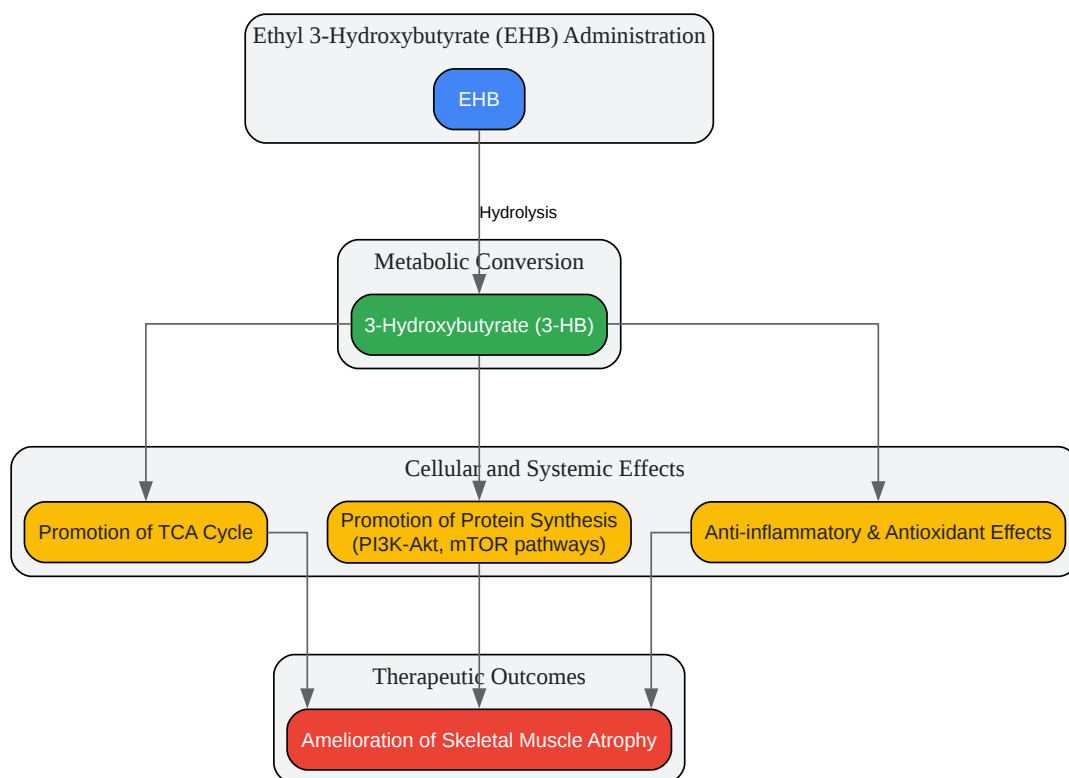 Ethyl 3-Hydroxybutyrate (EHB) Administration
EHB
Hydrolysis
Metabolic Conversion
3-Hydroxybutyrate (3-HB)
Cellular and Systemic Effects
Promotion of TCA Cycle
Promotion of Protein Synthesis
(PI3K-Akt, mTOR pathways)
Anti-inflammatory & Antioxidant Effects
Therapeutic Outcomes
Amelioration of Skeletal Muscle Atrophy